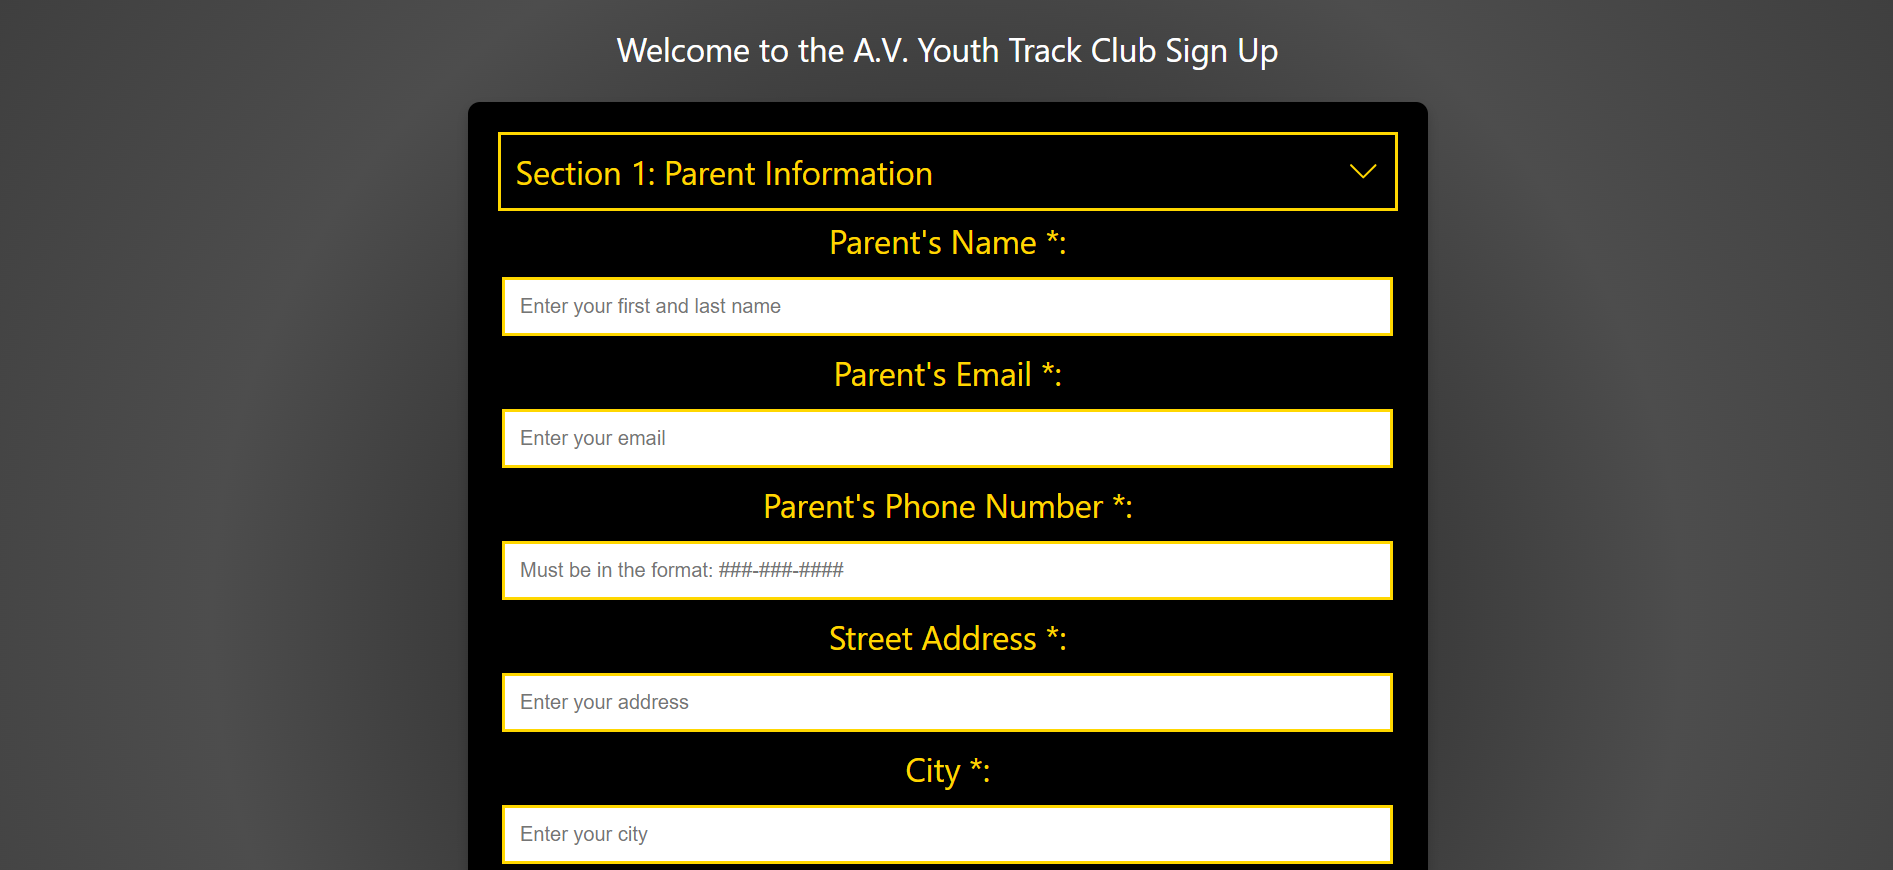 Welcome to the A.V. Youth Track Club Sign Up
Section 1: Parent Information
Parent's Name *:
Enter your first and last name
Parent's Email *:
Enter your email
Parent's Phone Number *:
Must be in the format: ###-###-####
Street Address *:
Enter your address
City *:
Enter your city